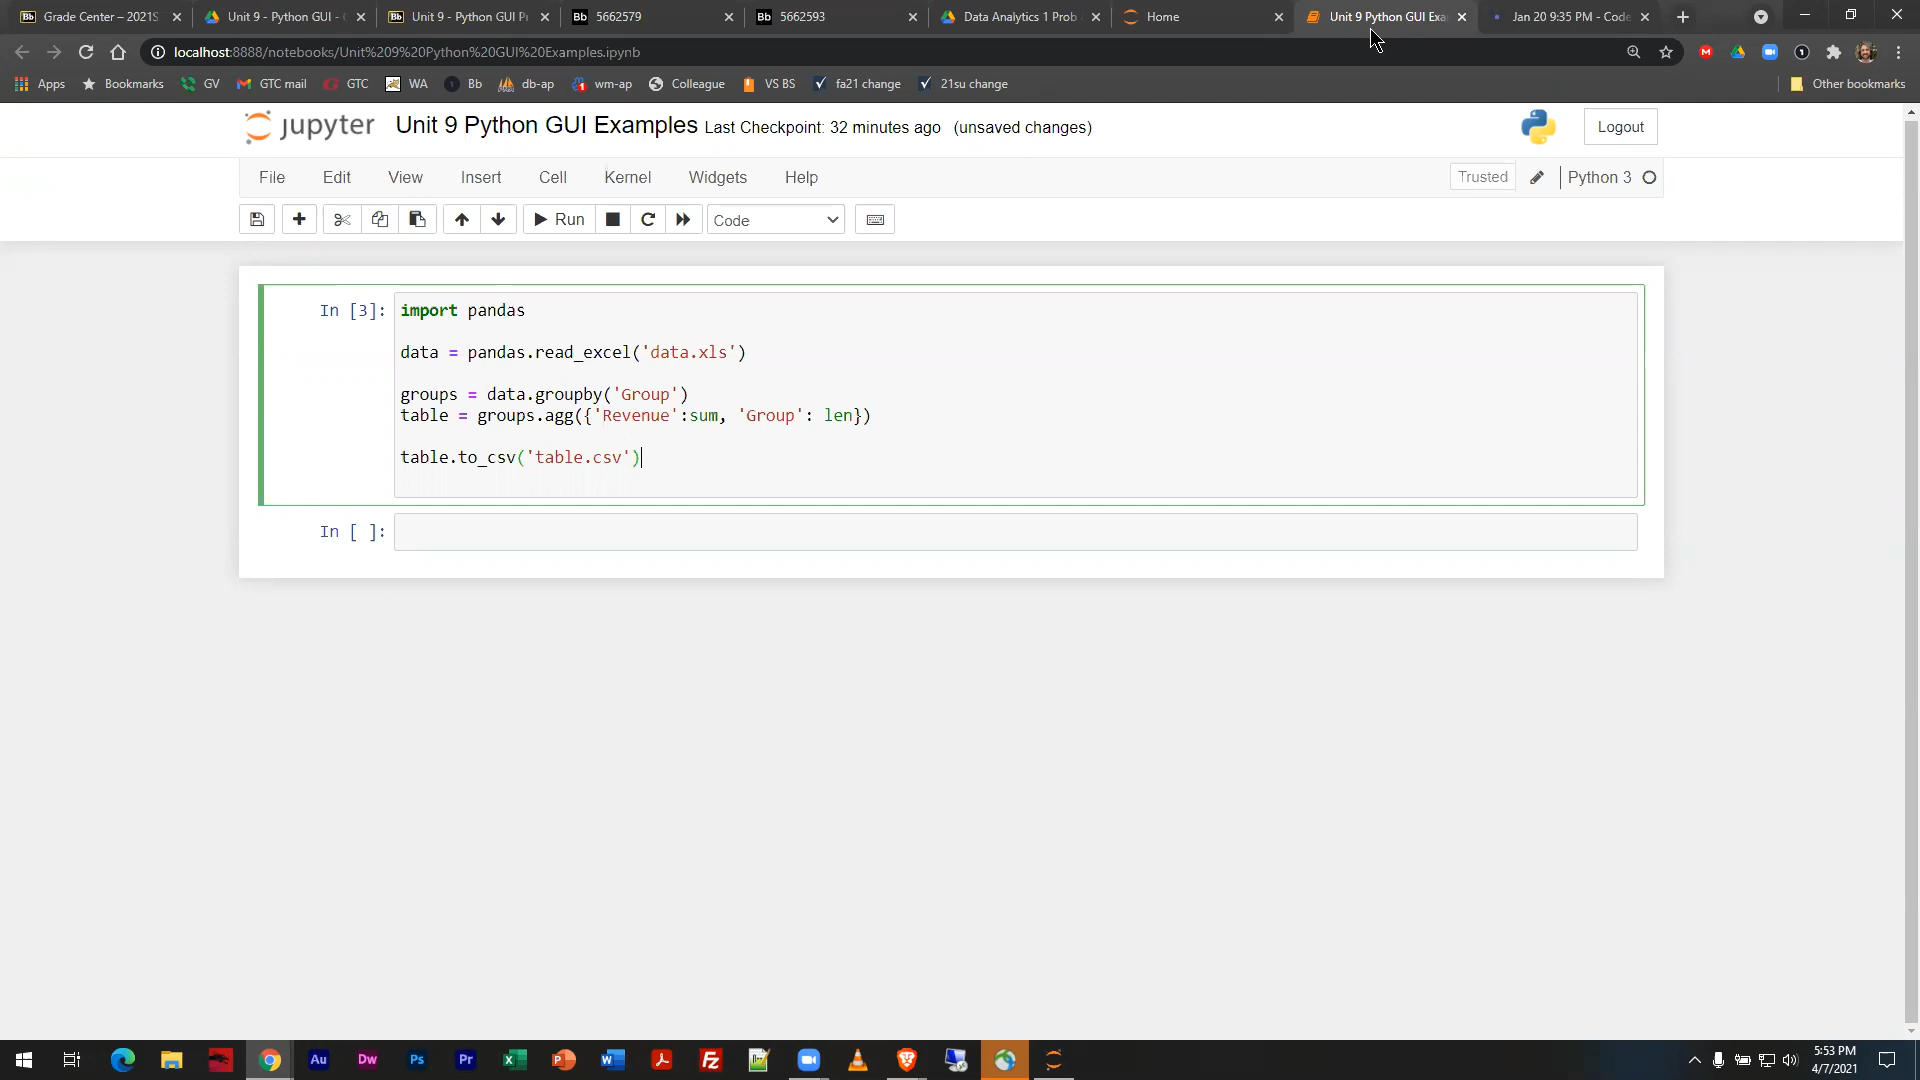 Grade Center – 2021S
Unit 9 - Python GUI -
Unit 9 - Python GUI P
5662579
5662593
Data Analytics 1 Prob
Home
Unit 9 Python GUI Exa
Jan 20 9:35 PM - Code
localhost:8888/notebooks/Unit%209%20Python%20GUI%20Examples.ipynb
Apps
Bookmarks
GV
GTC mail
GTC
WA
Bb
db-ap
wm-ap
Colleague
VS BS
fa21 change
21su change
Other bookmarks
jupyter
Unit 9 Python GUI Examples
Last Checkpoint: 32 minutes ago (unsaved changes)
Logout
File
Edit
View
Insert
Cell
Kernel
Widgets
Help
Trusted
Python 3
Run
Code
In [3]:
import pandas
data = pandas.read_excel('data.xls')
groups = data.groupby('Group')
table = groups.agg({'Revenue':sum, 'Group': len})
table.to_csv('table.csv')
In [ ]:
5:53 PM
4/7/2021